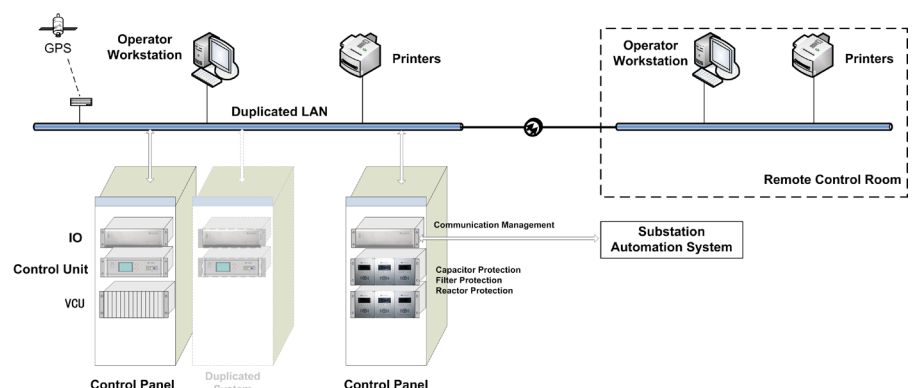 GPS
Operator
Workstation
Printers
Duplicated LAN
Operator
Workstation
Printers
Remote Control Room
IO
Control Unit
VCU
Communication Management
Capacitor Protection
Filter Protection
Reactor Protection
Substation
Automation System
Control Panel
Duplicated
System
Control Panel